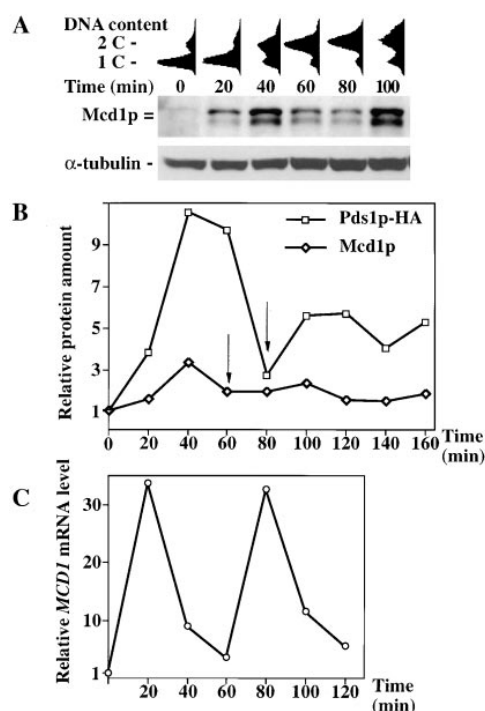 A
DNA content
2 C -
1 C -
Time (min) 0 20 40 60 80 100
Mcd1p =
α-tubulin -
B
Relative protein amount
9
7
5
3
1
Pds1p-HA
Mcd1p
0 20 40 60 80 100 120 140 160
Time (min)
C
Relative MCD1 mRNA level
30
20
10
1
20 40 60 80 100 120
Time (min)